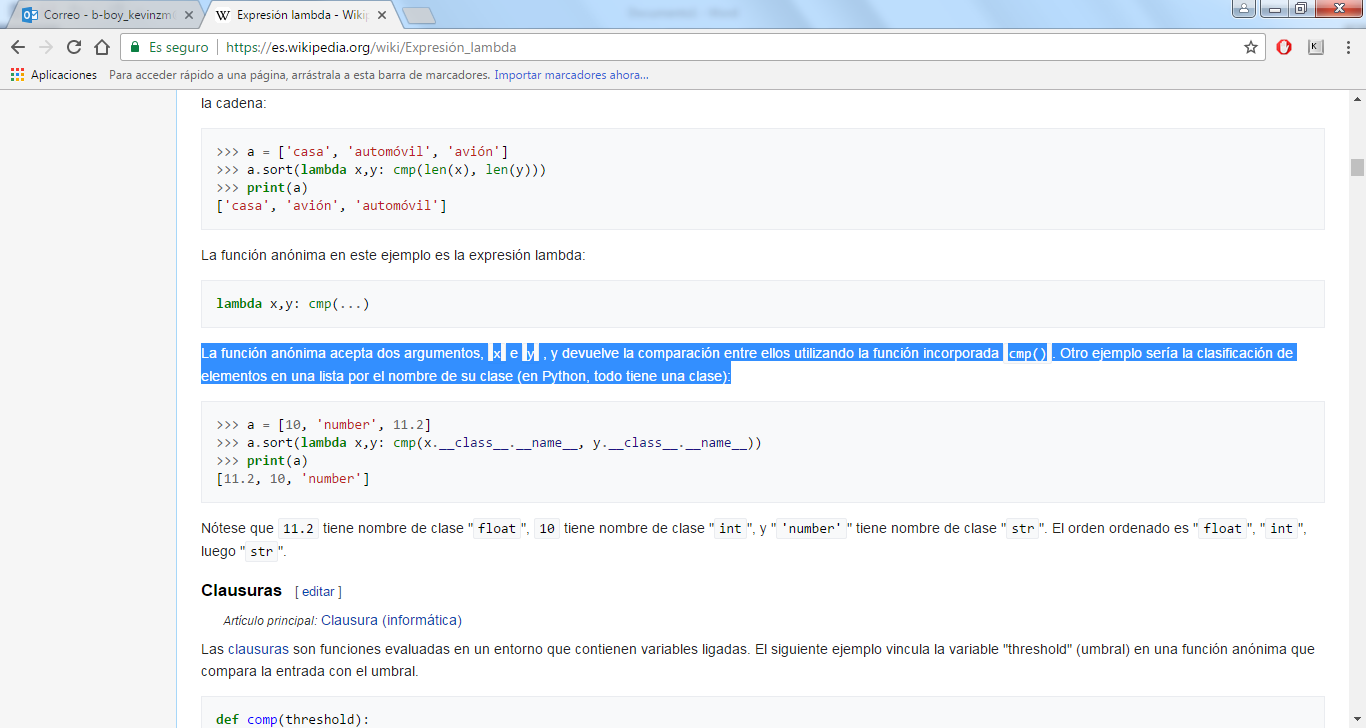 Correo - b-boy_kevinzm
Expresión lambda - Wikip
Es seguro
https://es.wikipedia.org/wiki/Expresión_lambda
K
Aplicaciones
Para acceder rápido a una página, arrástrala a esta barra de marcadores.
Importar marcadores ahora...
la cadena:
>>> a = ['casa', 'automóvil', 'avión']
>>> a.sort(lambda x,y: cmp(len(x), len(y)))
>>> print(a)
['casa', 'avión', 'automóvil']
La función anónima en este ejemplo es la expresión lambda:
lambda x,y: cmp(...)
La función anónima acepta dos argumentos, x e y , y devuelve la comparación entre ellos utilizando la función incorporada cmp() . Otro ejemplo sería la clasificación de
elementos en una lista por el nombre de su clase (en Python, todo tiene una clase):
>>> a = [10, 'number', 11.2]
>>> a.sort(lambda x,y: cmp(x.__class__.__name__, y.__class__.__name__))
>>> print(a)
[11.2, 10, 'number']
Nótese que 11.2 tiene nombre de clase "float", 10 tiene nombre de clase "int", y "'number'" tiene nombre de clase "str". El orden ordenado es "float", "int",
luego "str".
Clausuras [ editar ]
Artículo principal: Clausura (informática)
Las clausuras son funciones evaluadas en un entorno que contienen variables ligadas. El siguiente ejemplo vincula la variable "threshold" (umbral) en una función anónima que
compara la entrada con el umbral.
def comp(threshold):